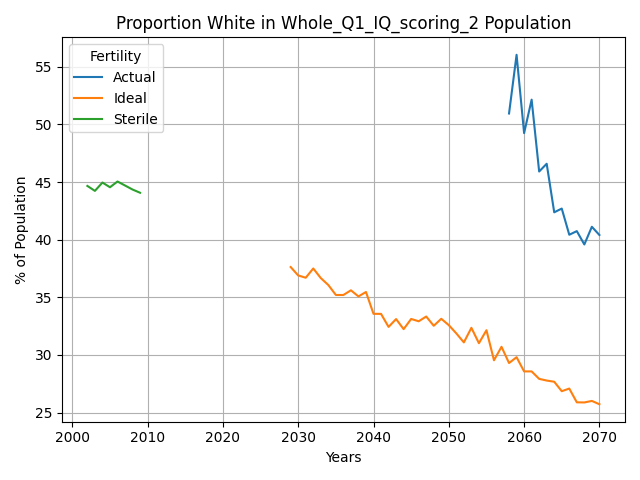 Proportion White in Whole_Q1_IQ_scoring_2 Population
Fertility
Actual
Ideal
Sterile
% of Population
55
50
45
40
35
30
25
2000
2010
2020
2030
2040
2050
2060
2070
Years